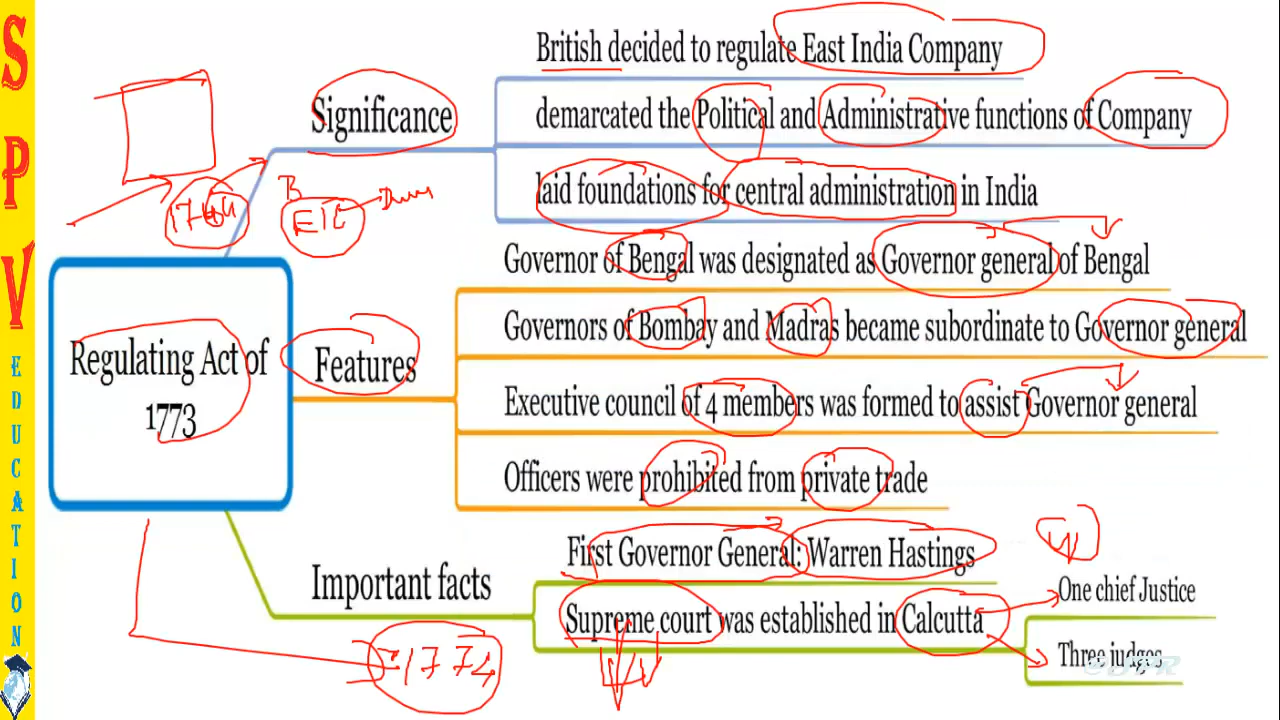 SPV
EDUCATION
British decided to regulate East India Company
Significance
demarcated the Political and Administrative functions of Company
laid foundations for central administration in India
B
EIC
Governor of Bengal was designated as Governor general of Bengal
Governors of Bombay and Madras became subordinate to Governor general
Regulating Act of
1773
Features
Executive council of 4 members was formed to assist Governor general
Officers were prohibited from private trade
First Governor General: Warren Hastings
Important facts
One chief Justice
Supreme court was established in Calcutta
Three judges
1774